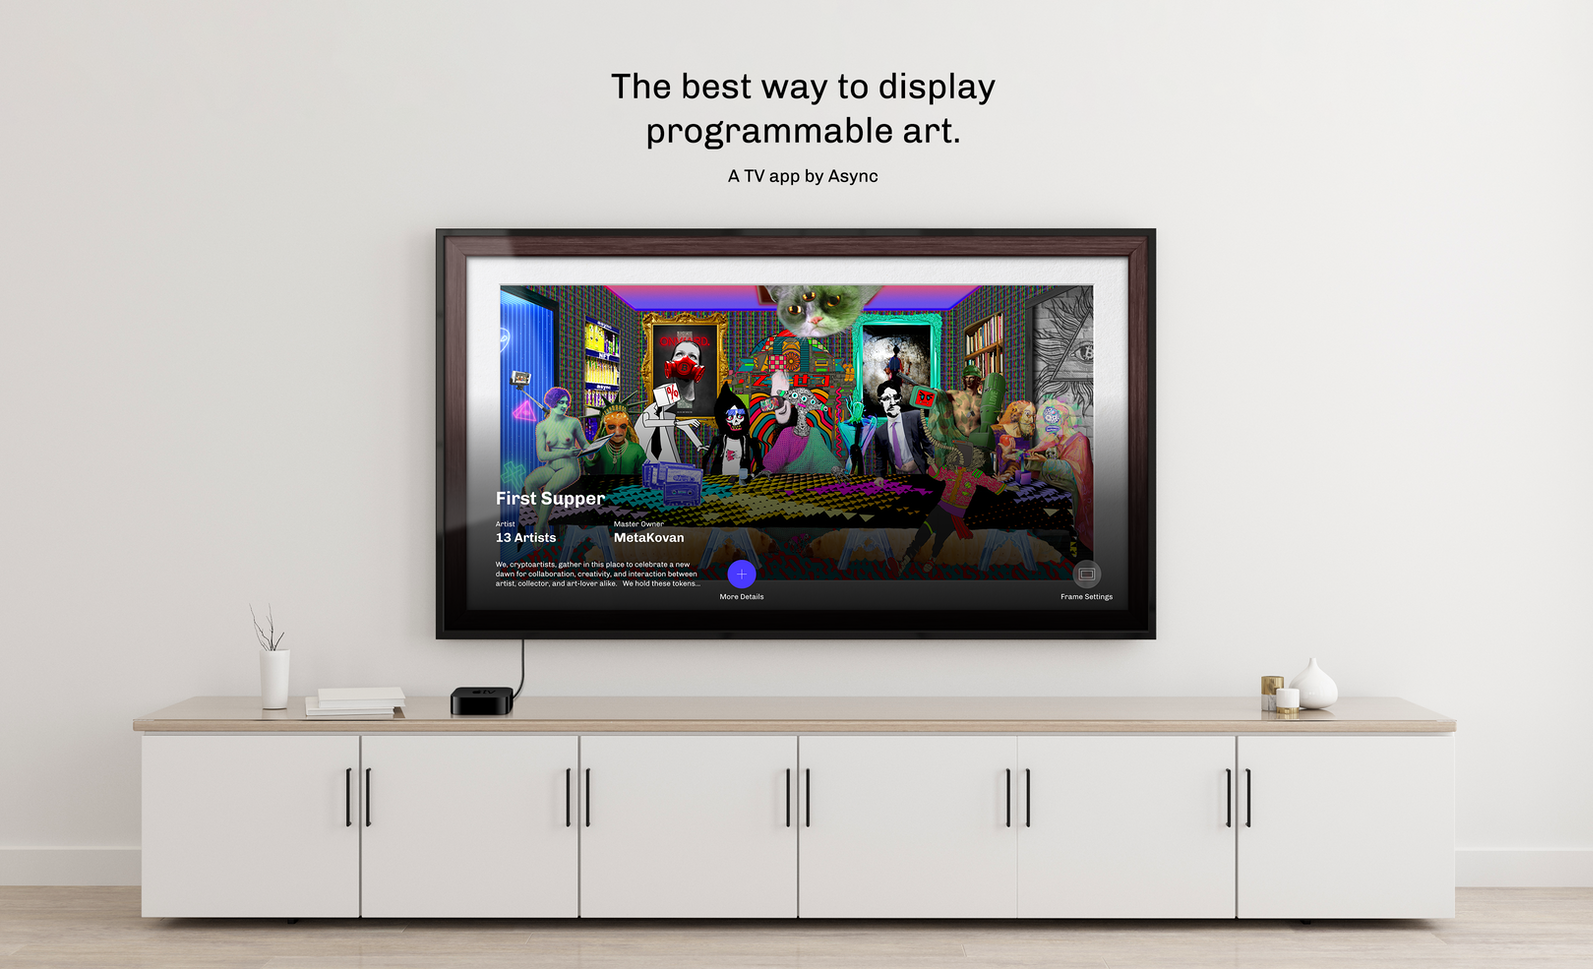 The best way to display
programmable art.
A TV app by Async
First Supper
Artist
Master Owner
13 Artists
MetaKovan
We, cryptoartists, gather in this place to celebrate a new
dawn for collaboration, creativity, and interaction between
artist, collector, and art-lover alike.   We hold these tokens...
More Details
Frame Settings
tv